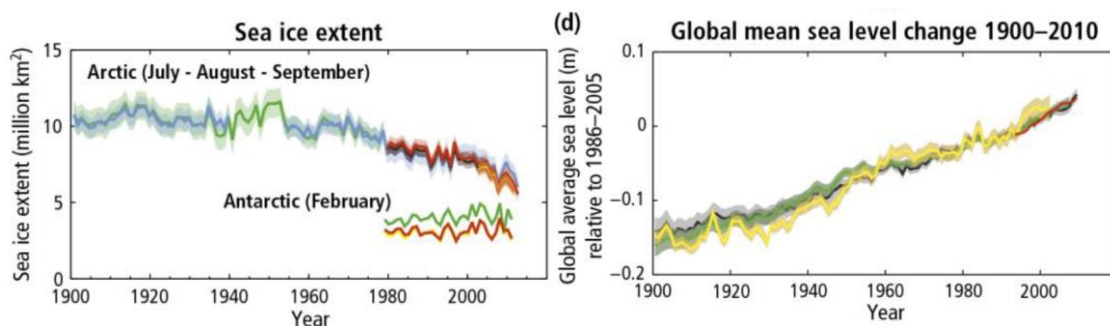 Sea ice extent
15
10
5
0
Sea ice extent (million km²)
Arctic (July - August - September)
Antarctic (February)
1900 1920 1940 1960 1980 2000
Year
(d)
Global mean sea level change 1900–2010
0.1
0
−0.1
−0.2
Global average sea level (m)
relative to 1986–2005
1900 1920 1940 1960 1980 2000
Year